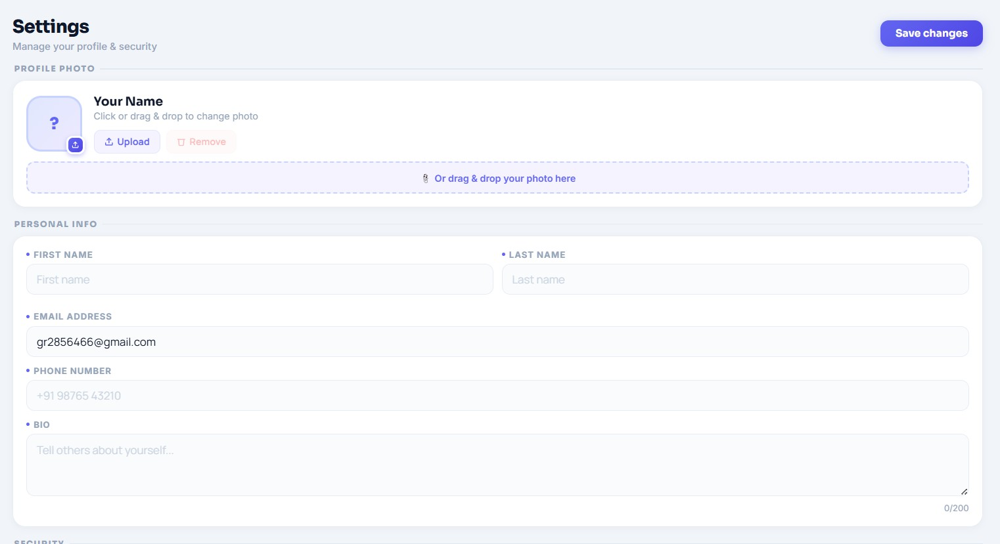 Settings
Save changes
Manage your profile & security
PROFILE PHOTO
?
Your Name
Click or drag & drop to change photo
Upload
Remove
Or drag & drop your photo here
PERSONAL INFO
FIRST NAME
LAST NAME
First name
Last name
EMAIL ADDRESS
gr2856466@gmail.com
PHONE NUMBER
+91 98765 43210
BIO
Tell others about yourself...
0/200
SECURITY